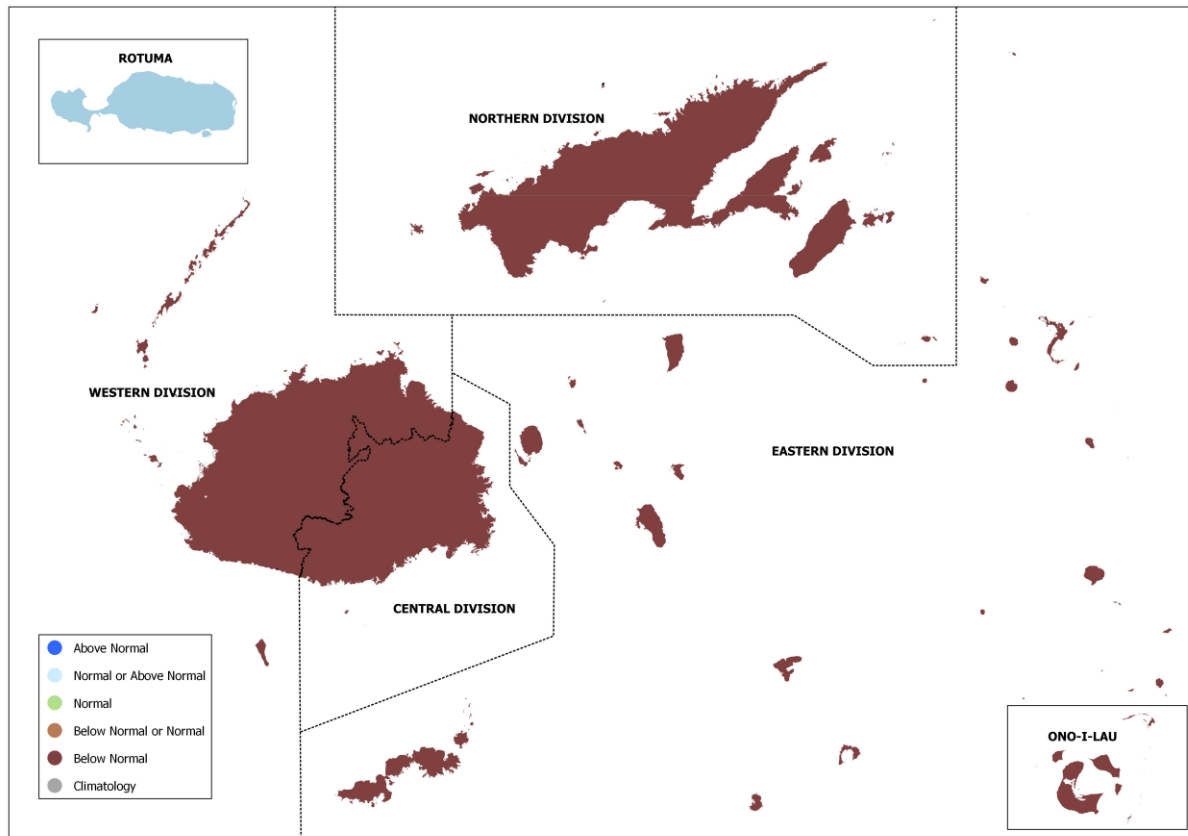 ROTUMA
NORTHERN DIVISION
WESTERN DIVISION
EASTERN DIVISION
CENTRAL DIVISION
Above Normal
Normal or Above Normal
Normal
Below Normal or Normal
Below Normal
Climatology
ONO-I-LAU